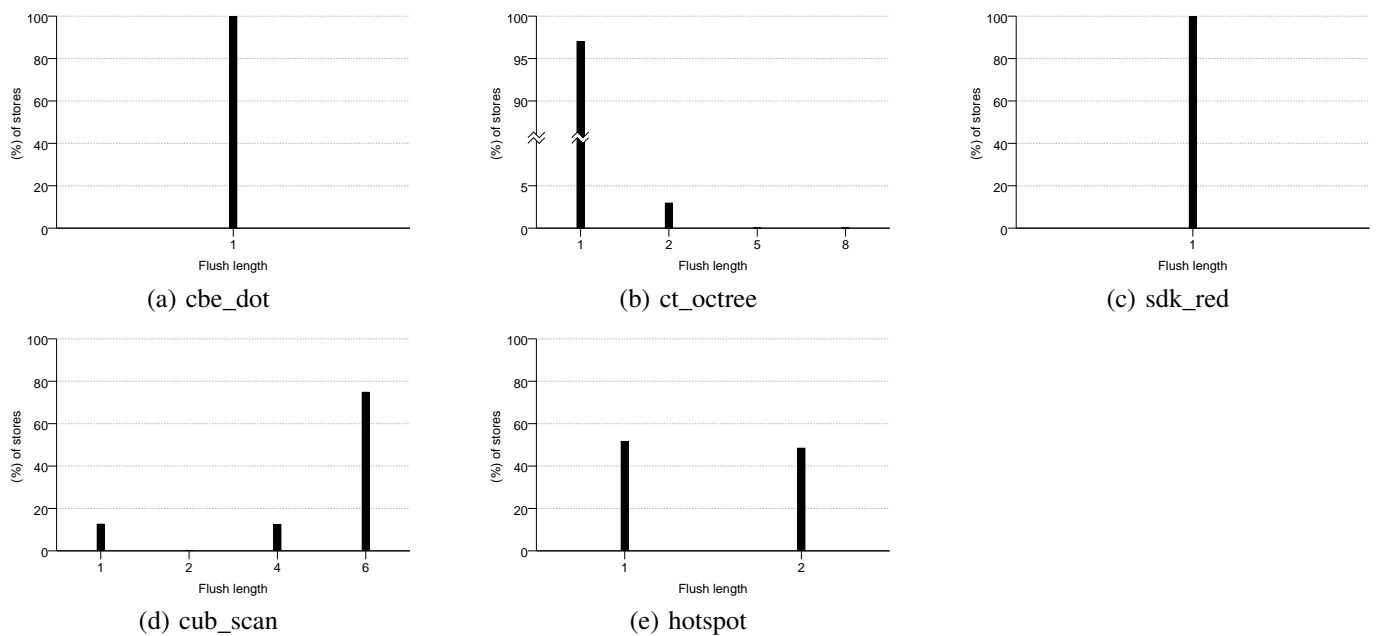 100
80
60
40
20
0
(%) of stores
1
Flush length
(a) cbe_dot
100
95
90
5
0
(%) of stores
1 2 5 8
Flush length
(b) ct_octree
100
80
60
40
20
0
(%) of stores
1
Flush length
(c) sdk_red
100
80
60
40
20
0
(%) of stores
1 2 4 6
Flush length
(d) cub_scan
100
80
60
40
20
0
(%) of stores
1 2
Flush length
(e) hotspot